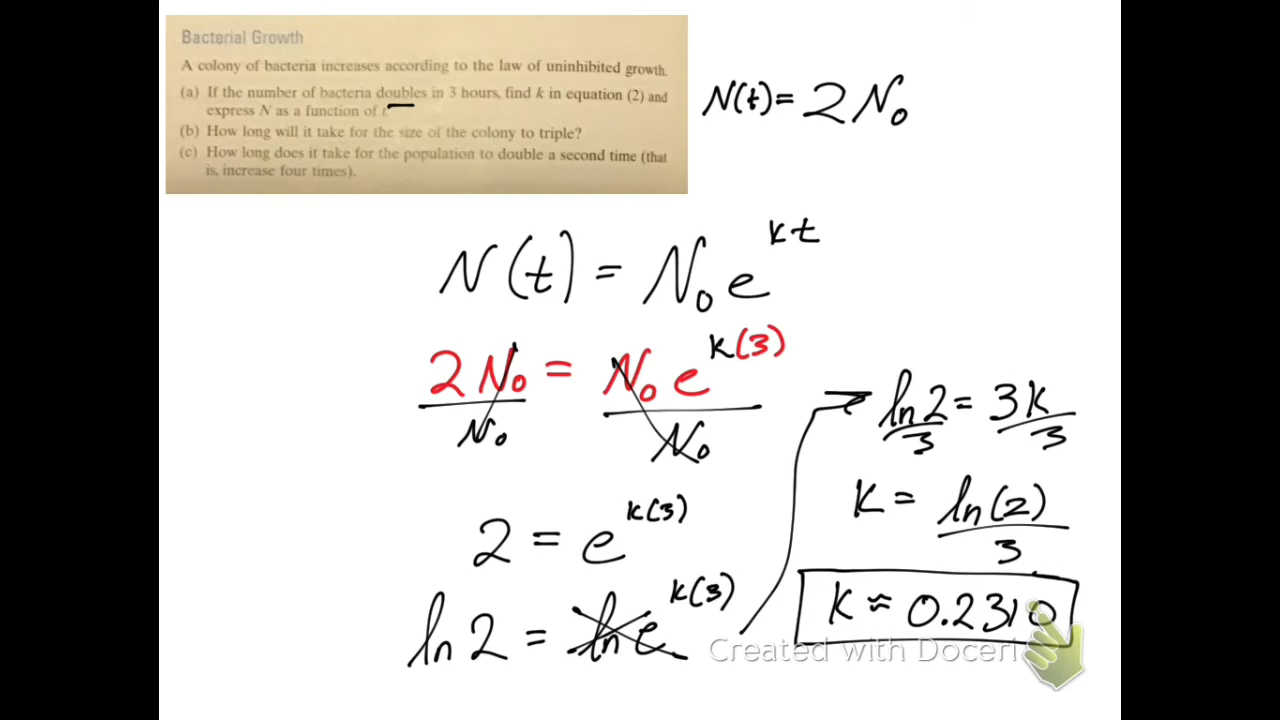 Bacterial Growth
A colony of bacteria increases according to the law of uninhibited growth.
(a) If the number of bacteria doubles in 3 hours, find k in equation (2) and
express N as a function of t.
(b) How long will it take for the size of the colony to triple?
(c) How long does it take for the population to double a second time (that
is, increase four times).
N(t) = 2N₀
N(t) = N₀e^kt
2N₀ = N₀e^k(3)
N₀ N₀
2 = e^k(3)
ln 2 = ln e^k(3)
ln 2 = 3k
3 3
k = ln(2)
3
k ≈ 0.2310
Created with Doceri